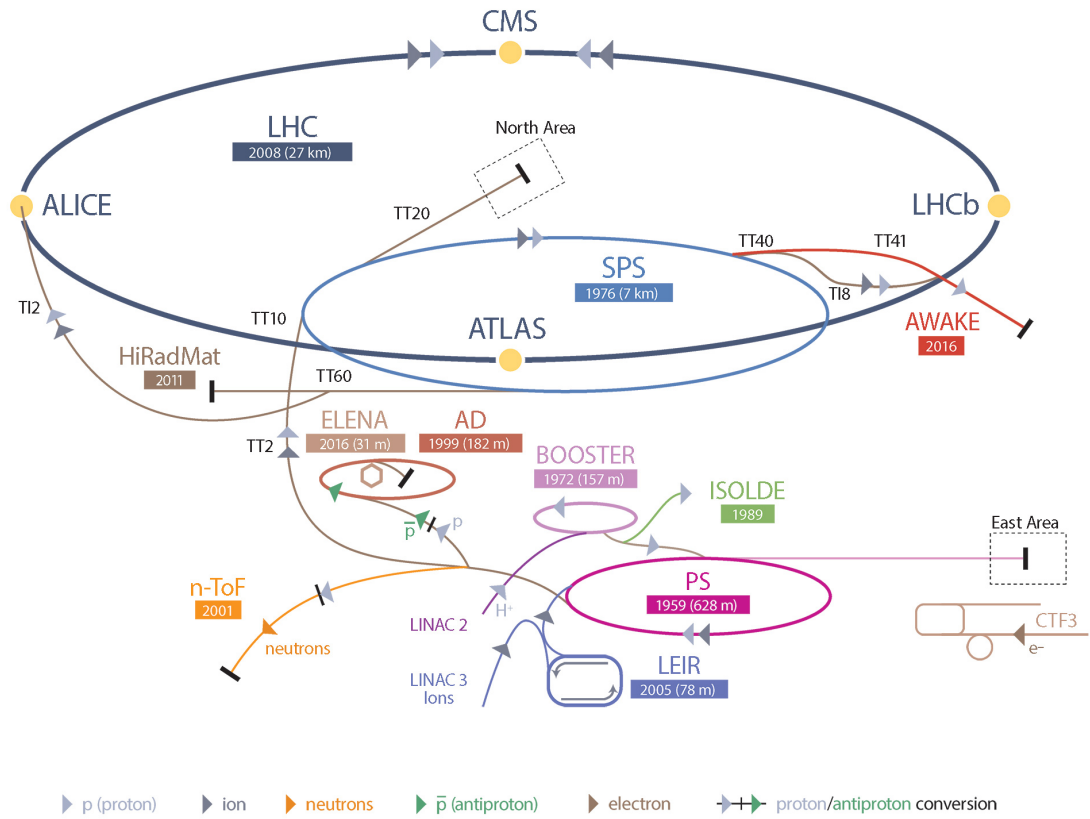 CMS
LHC
2008 (27 km)
North Area
ALICE
TT20
LHCb
TT40
TT41
SPS
1976 (7 km)
TI8
TI2
TT10
ATLAS
AWAKE
2016
HiRadMat
2011
TT60
ELENA
2016 (31 m)
AD
1999 (182 m)
TT2
BOOSTER
1972 (157 m)
ISOLDE
1989
p̅
p
East Area
n-ToF
2001
PS
1959 (628 m)
H⁺
LINAC 2
neutrons
CTF3
e⁻
LINAC 3
Ions
LEIR
2005 (78 m)
p (proton)
ion
neutrons
p̅ (antiproton)
electron
proton/antiproton conversion